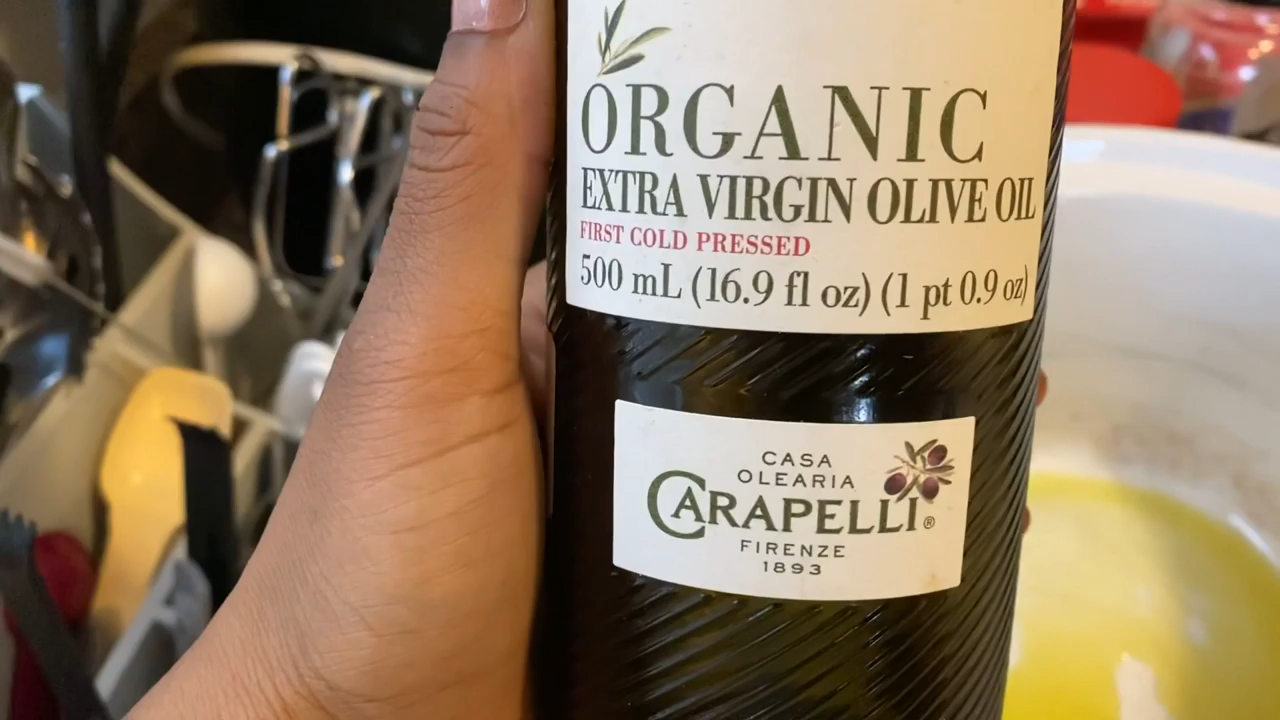 ORGANIC
EXTRA VIRGIN OLIVE OIL
FIRST COLD PRESSED
500 mL (16.9 fl oz) (1 pt 0.9 oz)
CASA
OLEARIA
CARAPELLI®
FIRENZE
1893